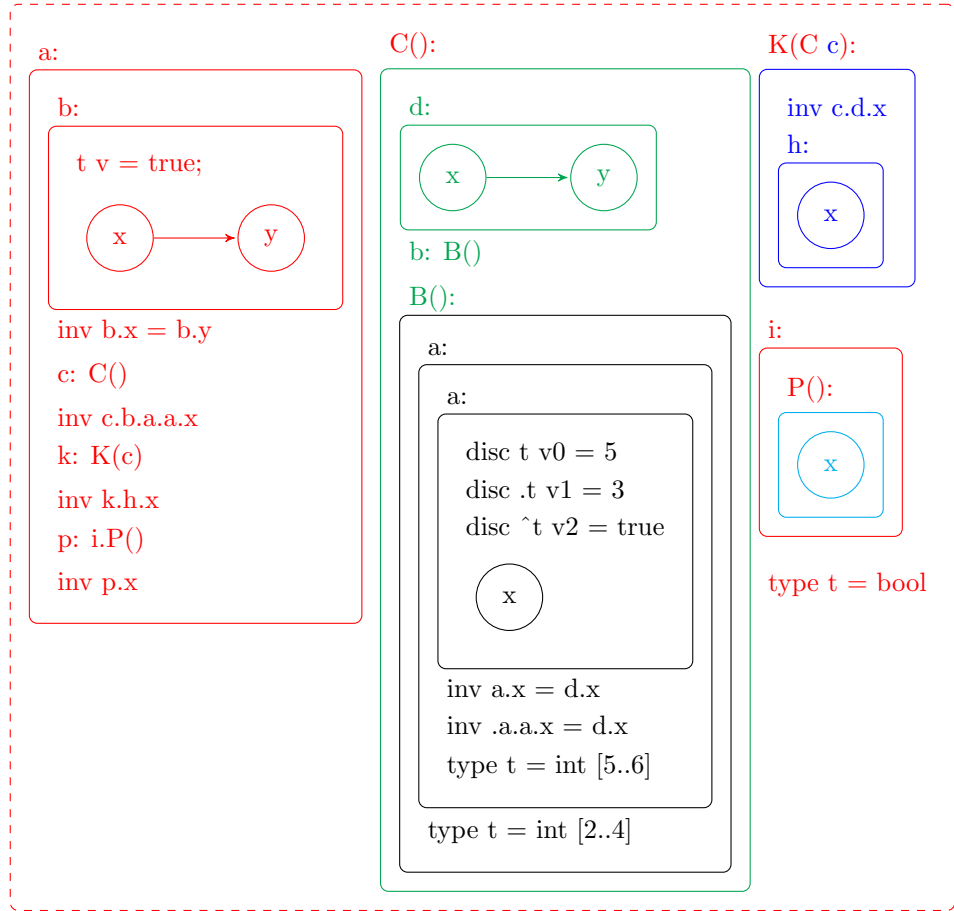 a:
b:
t v = true;
x
y
inv b.x = b.y
c: C()
inv c.b.a.a.x
k: K(c)
inv k.h.x
p: i.P()
inv p.x
C():
d:
x
y
b: B()
B():
a:
a:
disc t v0 = 5
disc .t v1 = 3
disc ^t v2 = true
x
inv a.x = d.x
inv .a.a.x = d.x
type t = int [5..6]
type t = int [2..4]
K(C c):
inv c.d.x
h:
x
i:
P():
x
type t = bool